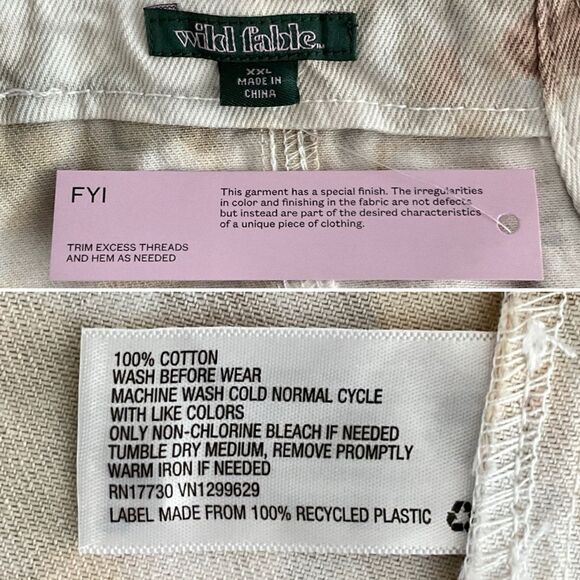 wild fable™
XXL
MADE IN
CHINA
FYI
This garment has a special finish. The irregularities
in color and finishing in the fabric are not defects
but instead are part of the desired characteristics
of a unique piece of clothing.
TRIM EXCESS THREADS
AND HEM AS NEEDED
100% COTTON
WASH BEFORE WEAR
MACHINE WASH COLD NORMAL CYCLE
WITH LIKE COLORS
ONLY NON-CHLORINE BLEACH IF NEEDED
TUMBLE DRY MEDIUM, REMOVE PROMPTLY
WARM IRON IF NEEDED
RN17730 VN1299629
LABEL MADE FROM 100% RECYCLED PLASTIC